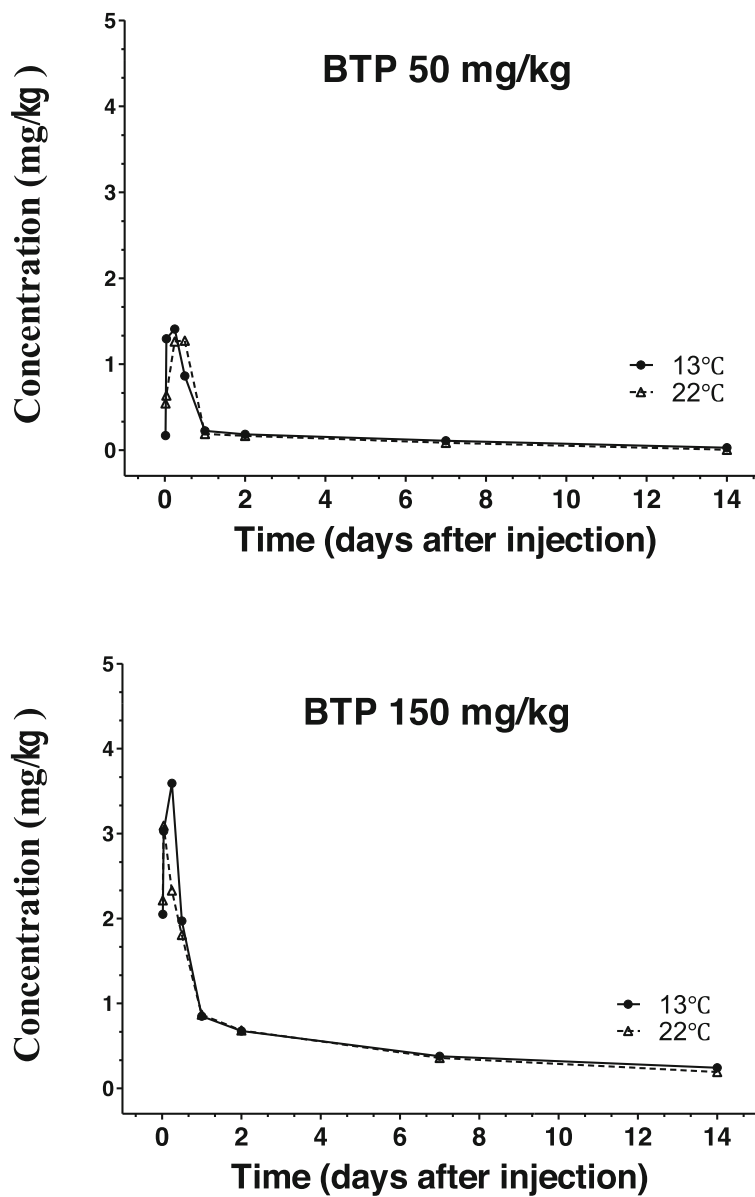 BTP 50 mg/kg
Concentration (mg/kg )
5
4
3
2
1
0
13℃
22℃
0 2 4 6 8 10 12 14
Time (days after injection)
BTP 150 mg/kg
Concentration (mg/kg )
5
4
3
2
1
0
13℃
22℃
0 2 4 6 8 10 12 14
Time (days after injection)